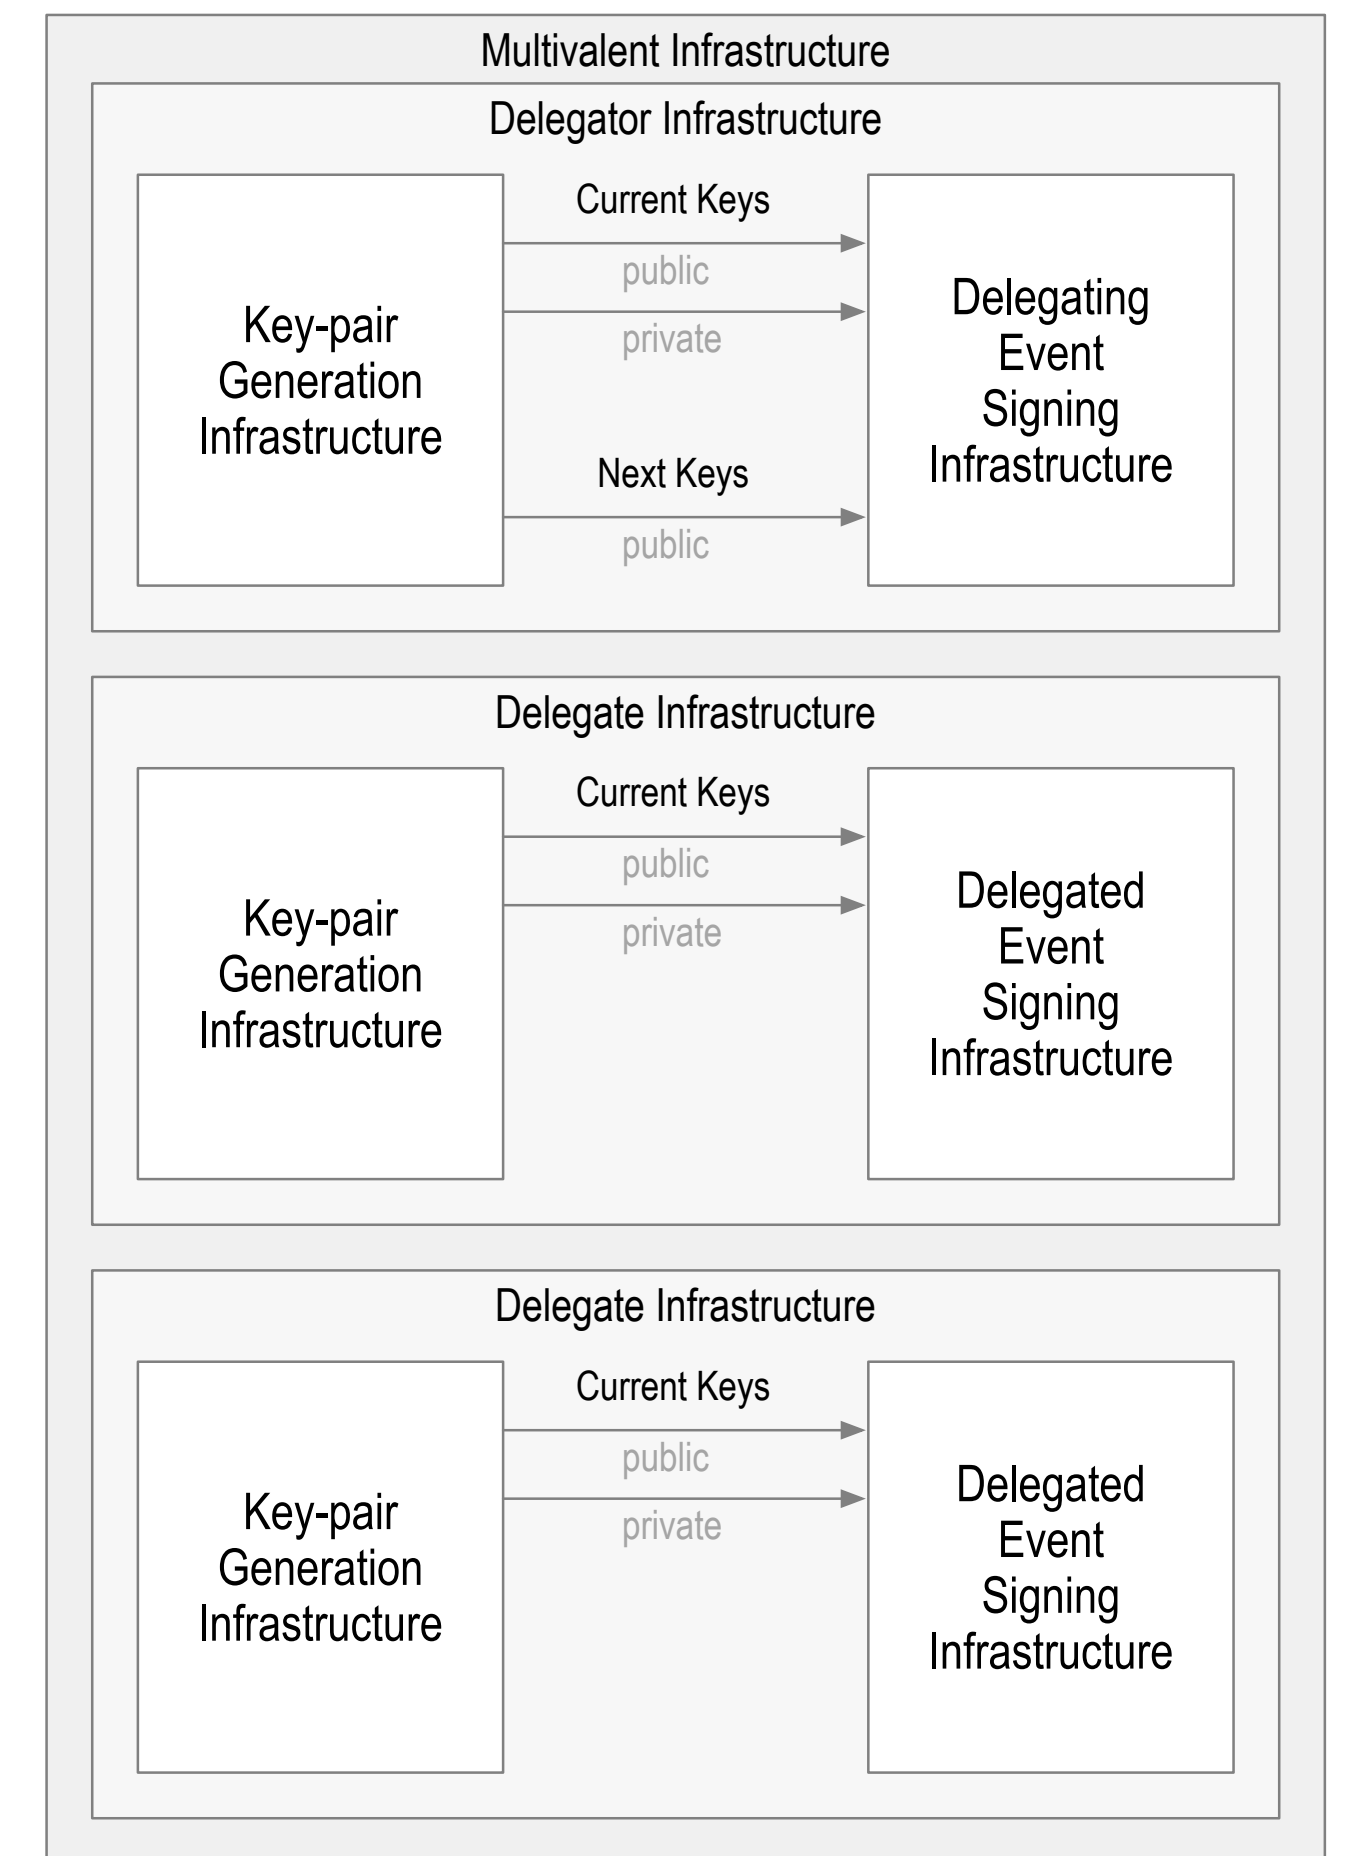 Multivalent Infrastructure
Delegator Infrastructure
Key-pair
Generation
Infrastructure
Current Keys
public
private
Next Keys
public
Delegating
Event
Signing
Infrastructure
Delegate Infrastructure
Key-pair
Generation
Infrastructure
Current Keys
public
private
Delegated
Event
Signing
Infrastructure
Delegate Infrastructure
Key-pair
Generation
Infrastructure
Current Keys
public
private
Delegated
Event
Signing
Infrastructure